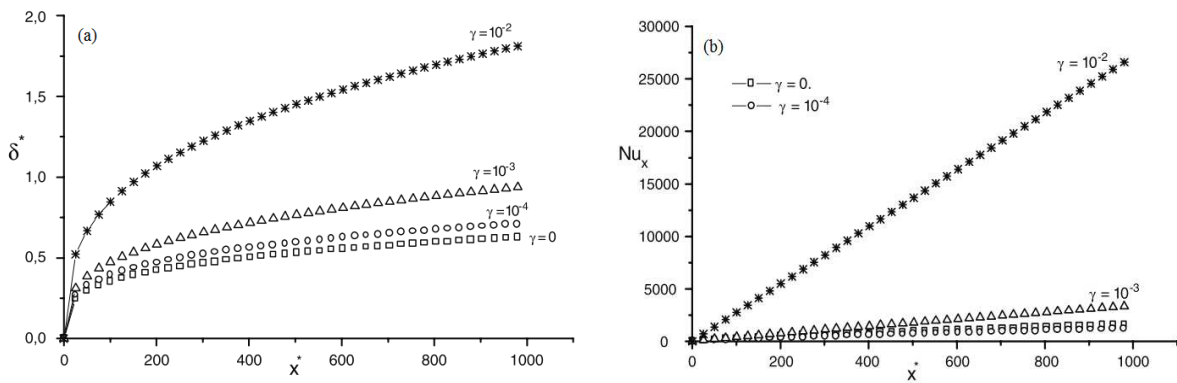 2,0
(a)
γ = 10⁻²
1,5
δ*
1,0
γ = 10⁻³
γ = 10⁻⁴
0,5
γ = 0
0,0
0 200 400 600 800 1000
x*
30000
(b)
γ = 10⁻²
25000
γ = 0.
γ = 10⁻⁴
20000
Nuₓ
15000
10000
5000
γ = 10⁻³
0
0 200 400 600 800 1000
x*